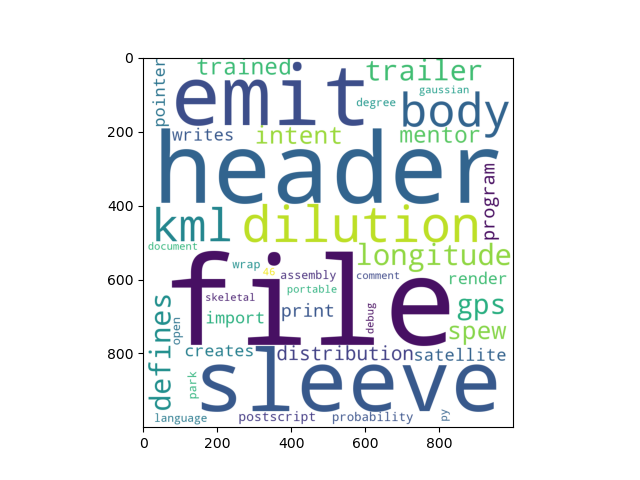 0
200
400
600
800
0 200 400 600 800
trained
trailer
pointer
emit
gaussian
degree
body
writes
intent
mentor
header
program
kml
dilution
document
longitude
file
wrap
46
assembly
comment
render
skeletal
portable
gps
import
print
debug
spew
defines
open
creates
distribution
satellite
park
sleeve
language
postscript
probability
py